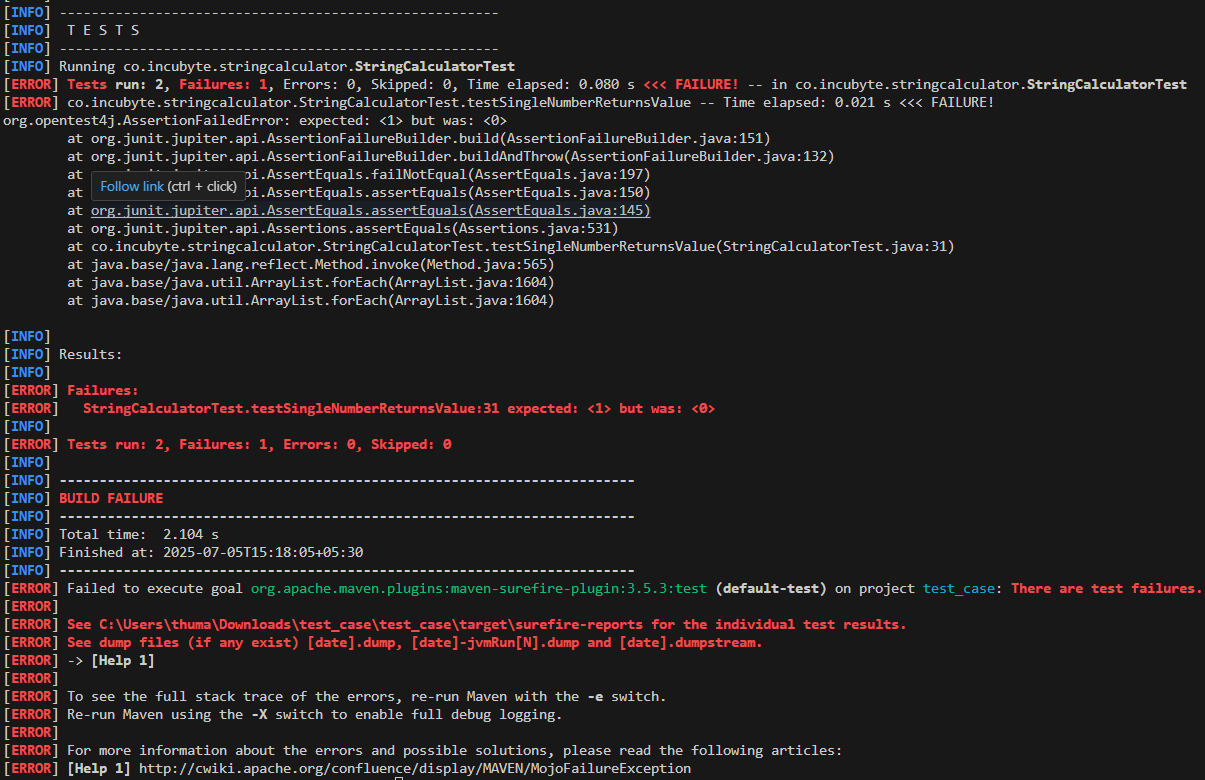 [INFO] -------------------------------------------------------
[INFO]  T E S T S
[INFO] -------------------------------------------------------
[INFO] Running co.incubyte.stringcalculator.StringCalculatorTest
[ERROR] Tests run: 2, Failures: 1, Errors: 0, Skipped: 0, Time elapsed: 0.080 s <<< FAILURE! -- in co.incubyte.stringcalculator.StringCalculatorTest
[ERROR] co.incubyte.stringcalculator.StringCalculatorTest.testSingleNumberReturnsValue -- Time elapsed: 0.021 s <<< FAILURE!
org.opentest4j.AssertionFailedError: expected: <1> but was: <0>
        at org.junit.jupiter.api.AssertionFailureBuilder.build(AssertionFailureBuilder.java:151)
        at org.junit.jupiter.api.AssertionFailureBuilder.buildAndThrow(AssertionFailureBuilder.java:132)
        at pi.AssertEquals.failNotEqual(AssertEquals.java:197)
Follow link (ctrl + click)
        at pi.AssertEquals.assertEquals(AssertEquals.java:150)
        at org.junit.jupiter.api.AssertEquals.assertEquals(AssertEquals.java:145)
        at org.junit.jupiter.api.Assertions.assertEquals(Assertions.java:531)
        at co.incubyte.stringcalculator.StringCalculatorTest.testSingleNumberReturnsValue(StringCalculatorTest.java:31)
        at java.base/java.lang.reflect.Method.invoke(Method.java:565)
        at java.base/java.util.ArrayList.forEach(ArrayList.java:1604)
        at java.base/java.util.ArrayList.forEach(ArrayList.java:1604)
[INFO]
[INFO] Results:
[INFO]
[ERROR] Failures:
[ERROR]   StringCalculatorTest.testSingleNumberReturnsValue:31 expected: <1> but was: <0>
[INFO]
[ERROR] Tests run: 2, Failures: 1, Errors: 0, Skipped: 0
[INFO]
[INFO] ------------------------------------------------------------------------
[INFO] BUILD FAILURE
[INFO] ------------------------------------------------------------------------
[INFO] Total time:  2.104 s
[INFO] Finished at: 2025-07-05T15:18:05+05:30
[INFO] ------------------------------------------------------------------------
[ERROR] Failed to execute goal org.apache.maven.plugins:maven-surefire-plugin:3.5.3:test (default-test) on project test_case: There are test failures.
[ERROR]
[ERROR] See C:\Users\thuma\Downloads\test_case\test_case\target\surefire-reports for the individual test results.
[ERROR] See dump files (if any exist) [date].dump, [date]-jvmRun[N].dump and [date].dumpstream.
[ERROR] -> [Help 1]
[ERROR]
[ERROR] To see the full stack trace of the errors, re-run Maven with the -e switch.
[ERROR] Re-run Maven using the -X switch to enable full debug logging.
[ERROR]
[ERROR] For more information about the errors and possible solutions, please read the following articles:
[ERROR] [Help 1] http://cwiki.apache.org/confluence/display/MAVEN/MojoFailureException